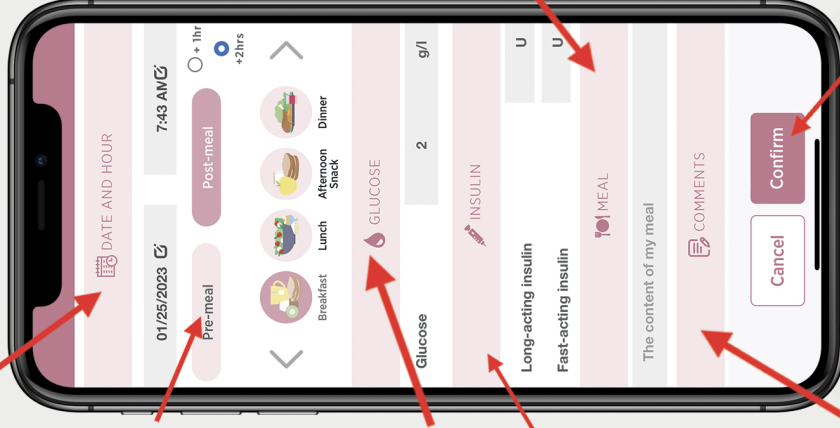 DATE AND HOUR
01/25/2023 7:43 AM
Pre-meal Post-meal + 1hr
+2hrs
Breakfast Lunch Afternoon Snack Dinner
GLUCOSE
Glucose 2 g/l
INSULIN
Long-acting insulin U
Fast-acting insulin U
MEAL
The content of my meal
COMMENTS
Cancel Confirm